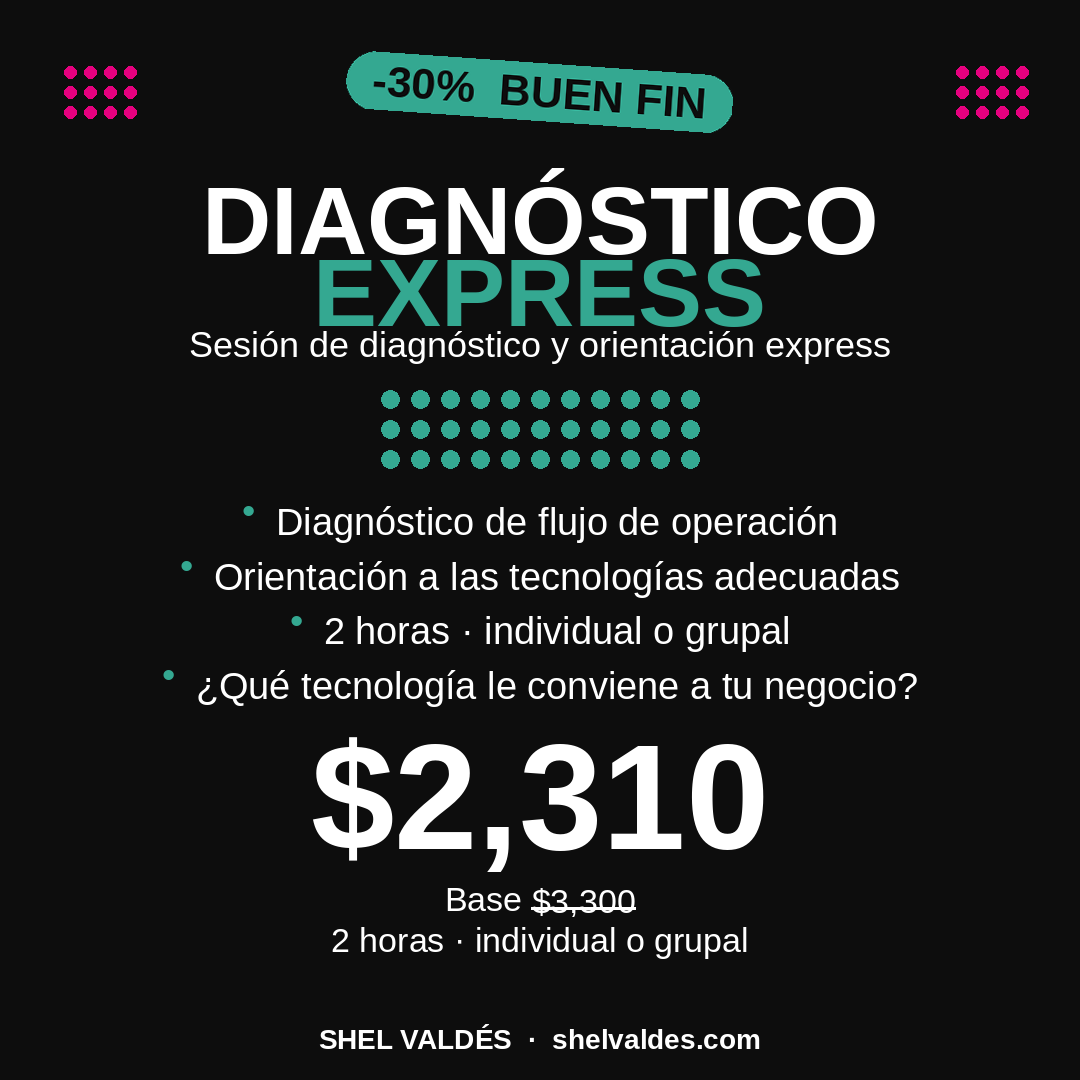 -30% BUEN FIN
DIAGNÓSTICO
EXPRESS
Sesión de diagnóstico y orientación express
• Diagnóstico de flujo de operación
• Orientación a las tecnologías adecuadas
• 2 horas · individual o grupal
• ¿Qué tecnología le conviene a tu negocio?
$2,310
Base $3,300
2 horas · individual o grupal
SHEL VALDÉS · shelvaldes.com